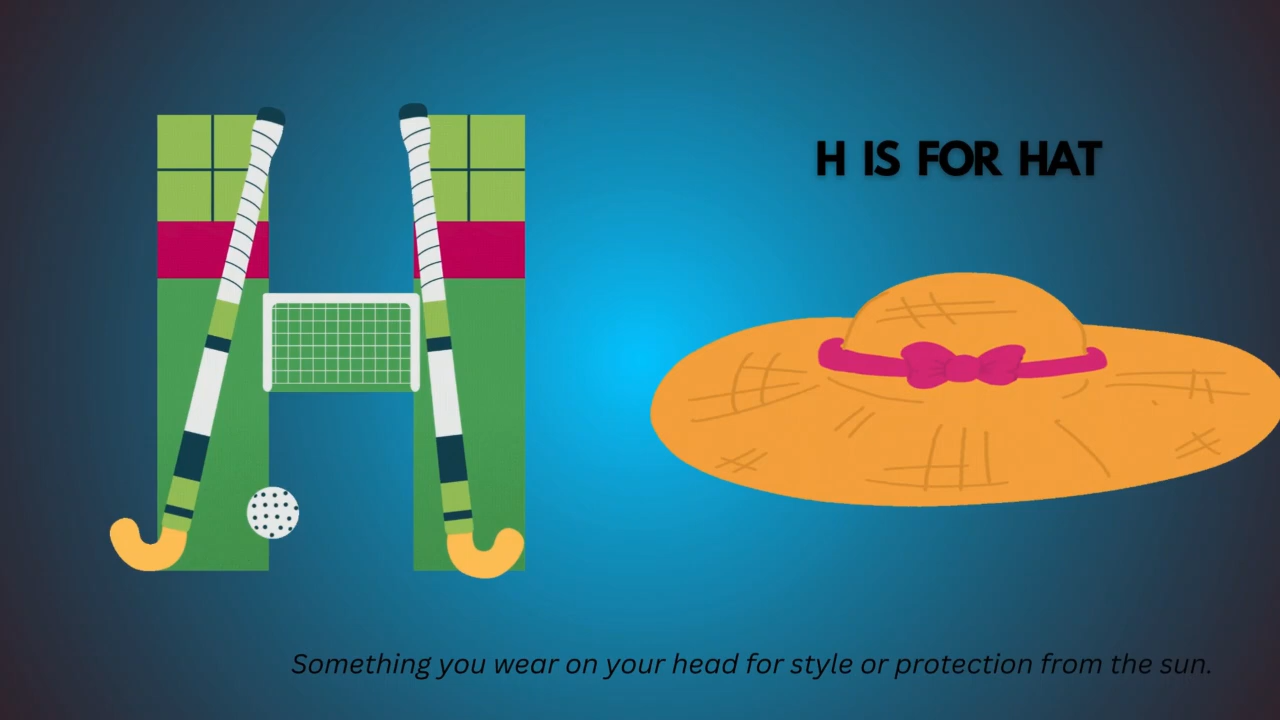 H
H IS FOR HAT
Something you wear on your head for style or protection from the sun.